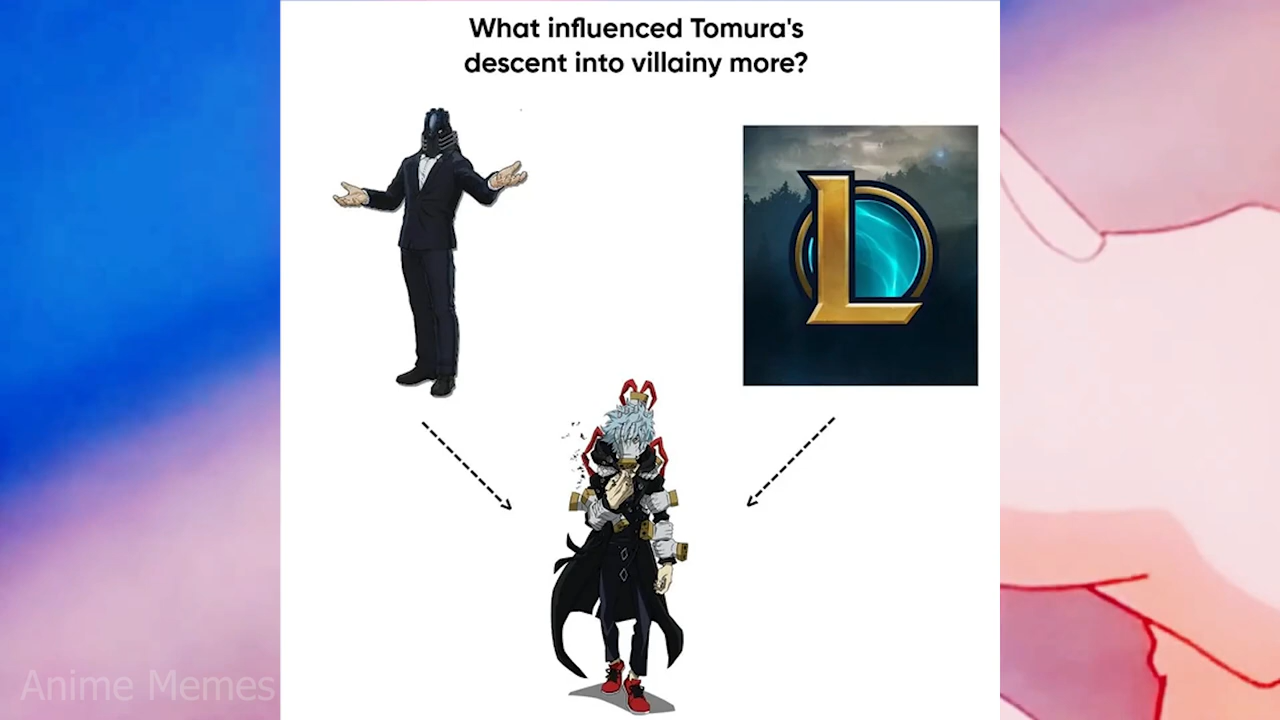 What influenced Tomura's
descent into villainy more?
L
Anime Memes